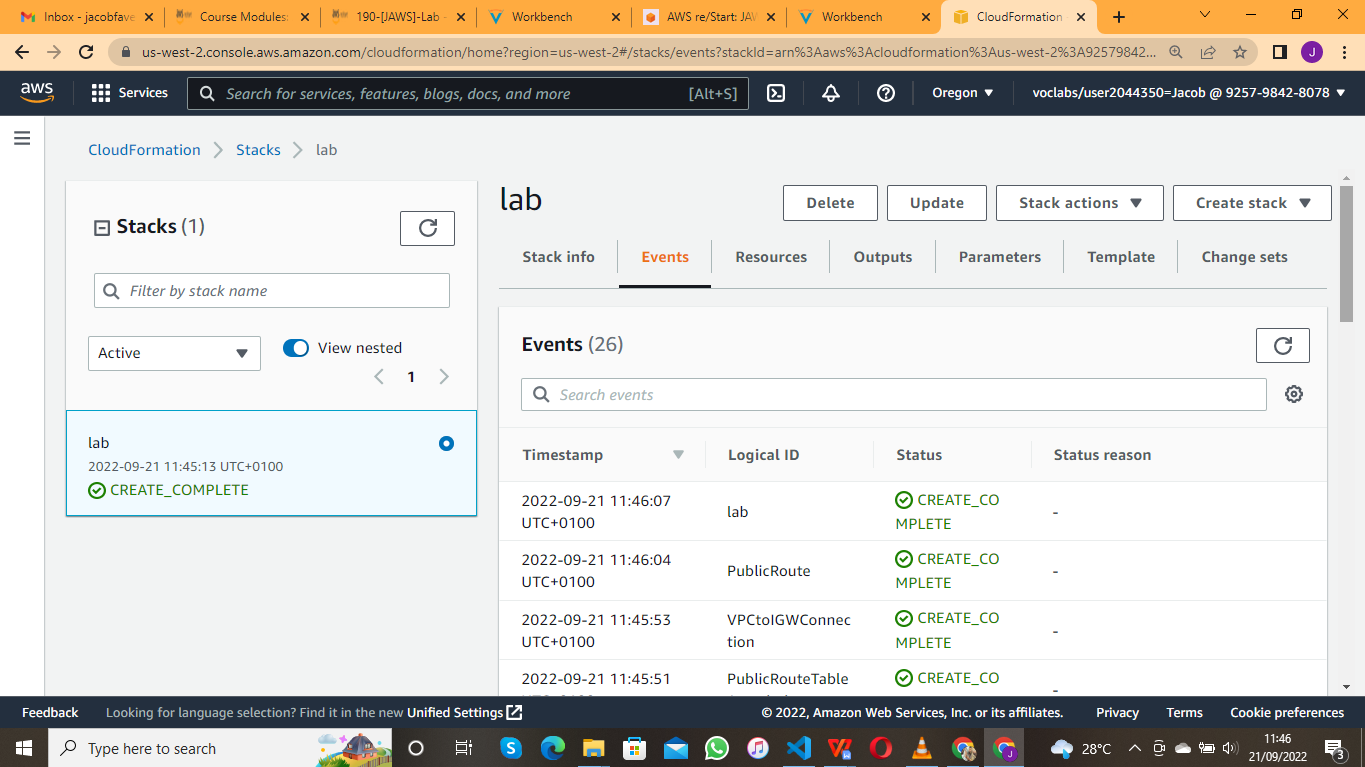 Inbox - jacobfave
Course Modules:
190-[JAWS]-Lab -
Workbench
AWS re/Start: JAW
Workbench
CloudFormation
us-west-2.console.aws.amazon.com/cloudformation/home?region=us-west-2#/stacks/events?stackId=arn%3Aaws%3Acloudformation%3Aus-west-2%3A92579842...
J
aws
Services
Search for services, features, blogs, docs, and more
[Alt+S]
Oregon
voclabs/user2044350=Jacob @ 9257-9842-8078
CloudFormation
Stacks
lab
Stacks (1)
Filter by stack name
Active
View nested
1
lab
2022-09-21 11:45:13 UTC+0100
CREATE_COMPLETE
lab
Delete
Update
Stack actions
Create stack
Stack info
Events
Resources
Outputs
Parameters
Template
Change sets
Events (26)
Search events
Timestamp
Logical ID
Status
Status reason
2022-09-21 11:46:07
UTC+0100
lab
CREATE_CO
MPLETE
-
2022-09-21 11:46:04
UTC+0100
PublicRoute
CREATE_CO
MPLETE
-
2022-09-21 11:45:53
UTC+0100
VPCtoIGWConnec
tion
CREATE_CO
MPLETE
-
2022-09-21 11:45:51
PublicRouteTable
CREATE_CO
-
Feedback
Looking for language selection? Find it in the new Unified Settings
© 2022, Amazon Web Services, Inc. or its affiliates.
Privacy
Terms
Cookie preferences
Type here to search
28°C
11:46
21/09/2022
3